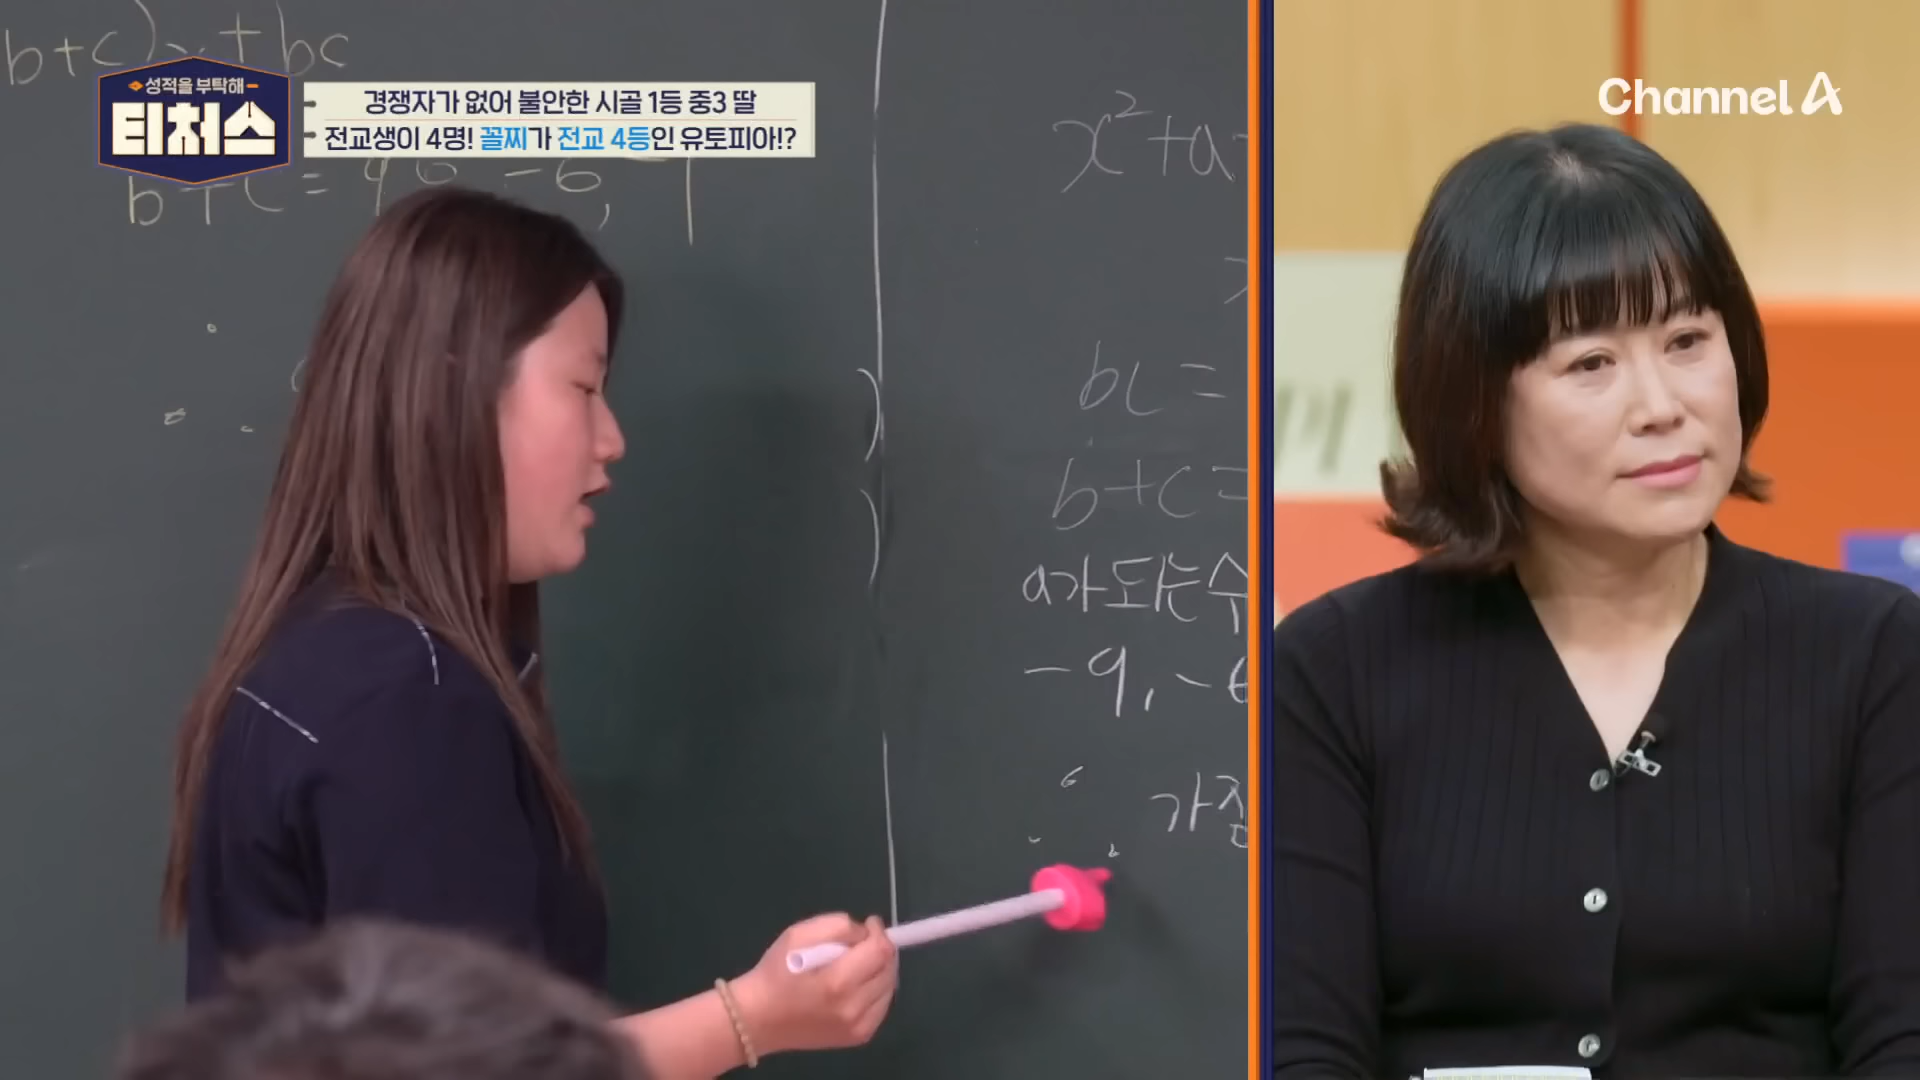 b+c)x+bc
성적을 부탁해
티처스
경쟁자가 없어 불안한 시골 1등 중3 딸
전교생이 4명! 꼴찌가 전교 4등인 유토피아!?
Channel A
b+c =
x²+a
bc =
b+c =
a가 되는 수
-9, -6